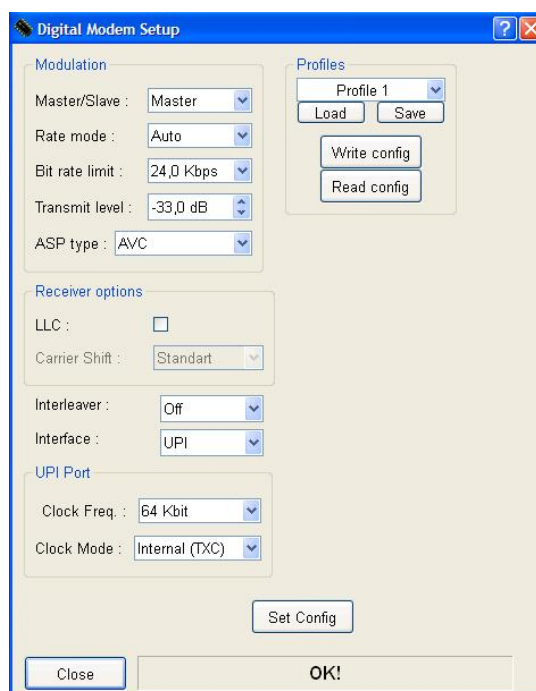 Digital Modem Setup
Modulation
Master/Slave : Master
Rate mode : Auto
Bit rate limit : 24,0 Kbps
Transmit level : -33,0 dB
ASP type : AVC
Profiles
Profile 1
Load Save
Write config
Read config
Receiver options
LLC :
Carrier Shift : Standart
Interleaver : Off
Interface : UPI
UPI Port
Clock Freq. : 64 Kbit
Clock Mode : Internal (TXC)
Set Config
Close OK!